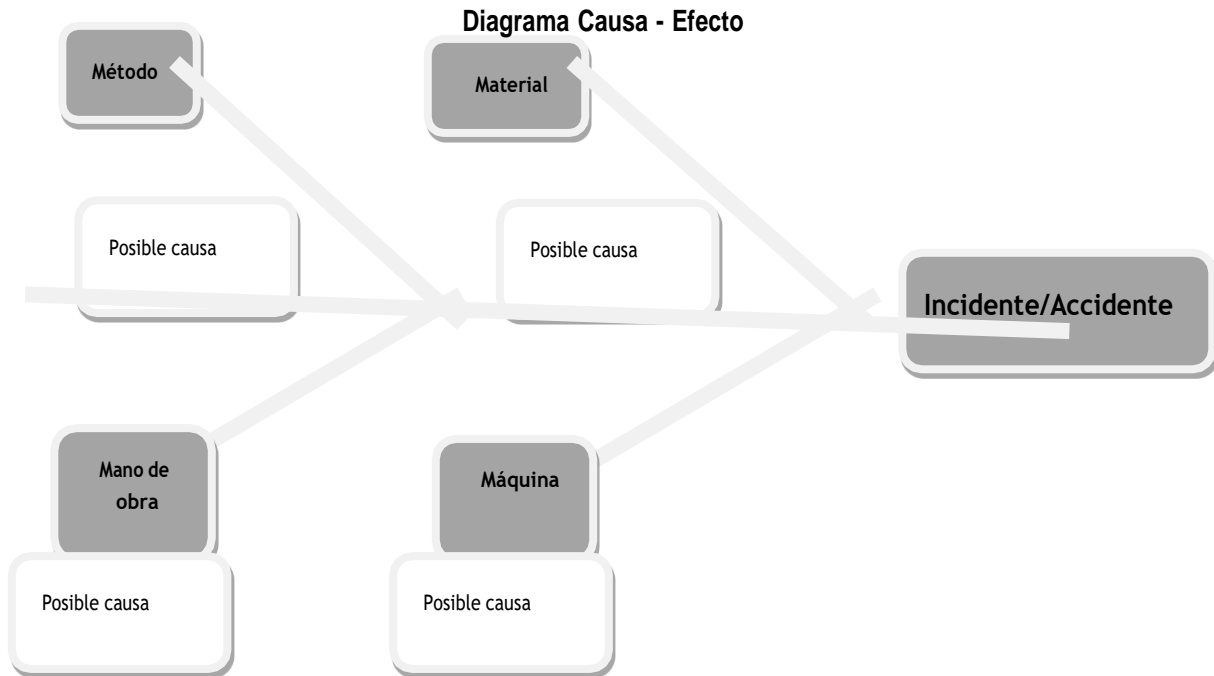 Diagrama Causa - Efecto
Método
Material
Posible causa
Posible causa
Incidente/Accidente
Mano de
obra
Máquina
Posible causa
Posible causa